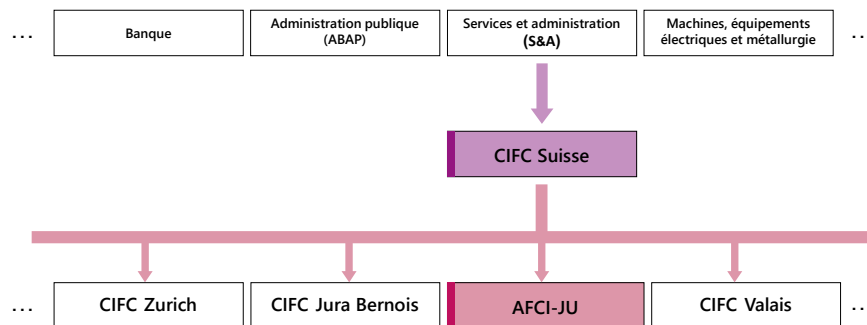 ...
Banque
Administration publique
(ABAP)
Services et administration
(S&A)
Machines, équipements
électriques et métallurgie
...
CIFC Suisse
...
CIFC Zurich
CIFC Jura Bernois
AFCI-JU
CIFC Valais
...